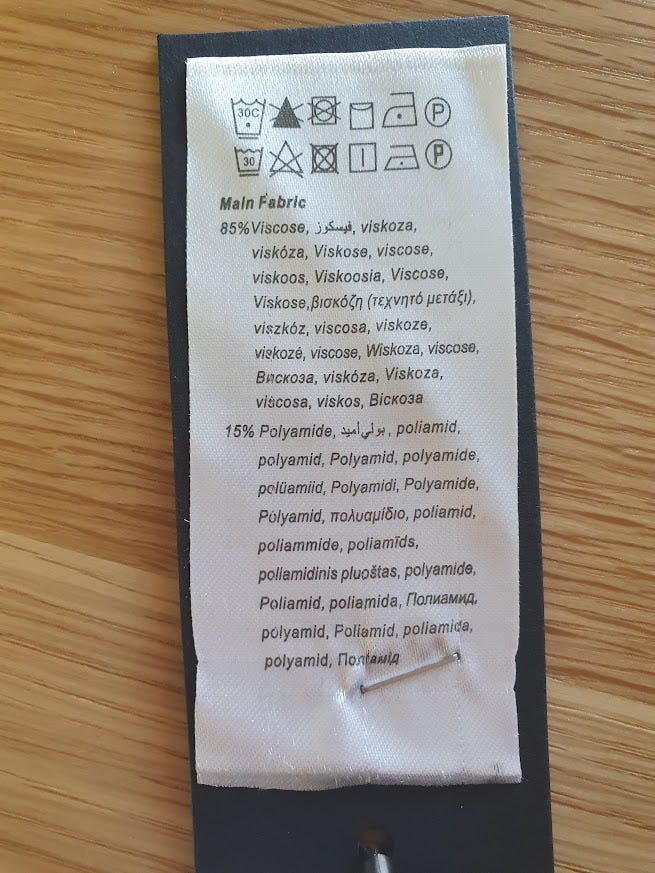 30C P
30 P
Main Fabric
85%Viscose, فيسكوز, viskoza,
viskóza, Viskose, viscose,
viskoos, Viskoosia, Viscose,
Viskose,βισκόζη (τεχνητό μετάξι),
viszkóz, viscosa, viskoze,
viskozė, viscose, Wiskoza, viscose,
Вискоза, viskóza, Viskoza,
viscosa, viskos, Віскоза
15% Polyamide, بولي أميد, poliamid,
polyamid, Polyamid, polyamide,
polüamiid, Polyamidi, Polyamide,
Polyamid, πολυαμίδιο, poliamid,
poliammide, poliamīds,
poliamidinis pluoštas, polyamide,
Poliamid, poliamida, Полиамид,
polyamid, Poliamid, poliamida,
polyamid, Поліамід